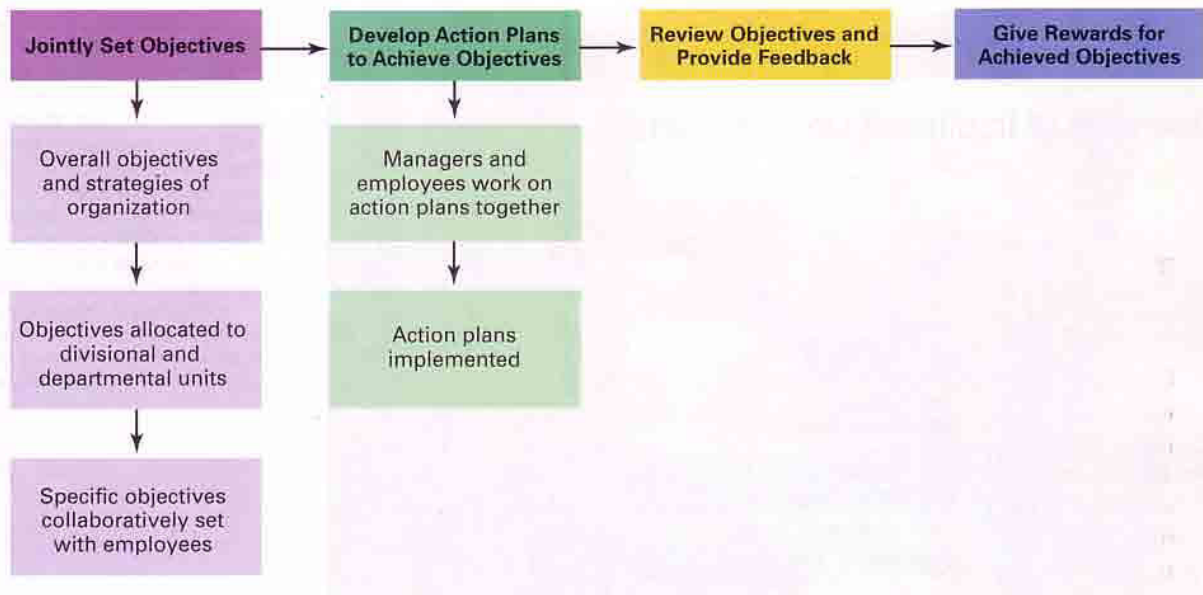 Jointly Set Objectives
Develop Action Plans
to Achieve Objectives
Review Objectives and
Provide Feedback
Give Rewards for
Achieved Objectives
Overall objectives
and strategies of
organization
Objectives allocated to
divisional and
departmental units
Specific objectives
collaboratively set
with employees
Managers and
employees work on
action plans together
Action plans
implemented